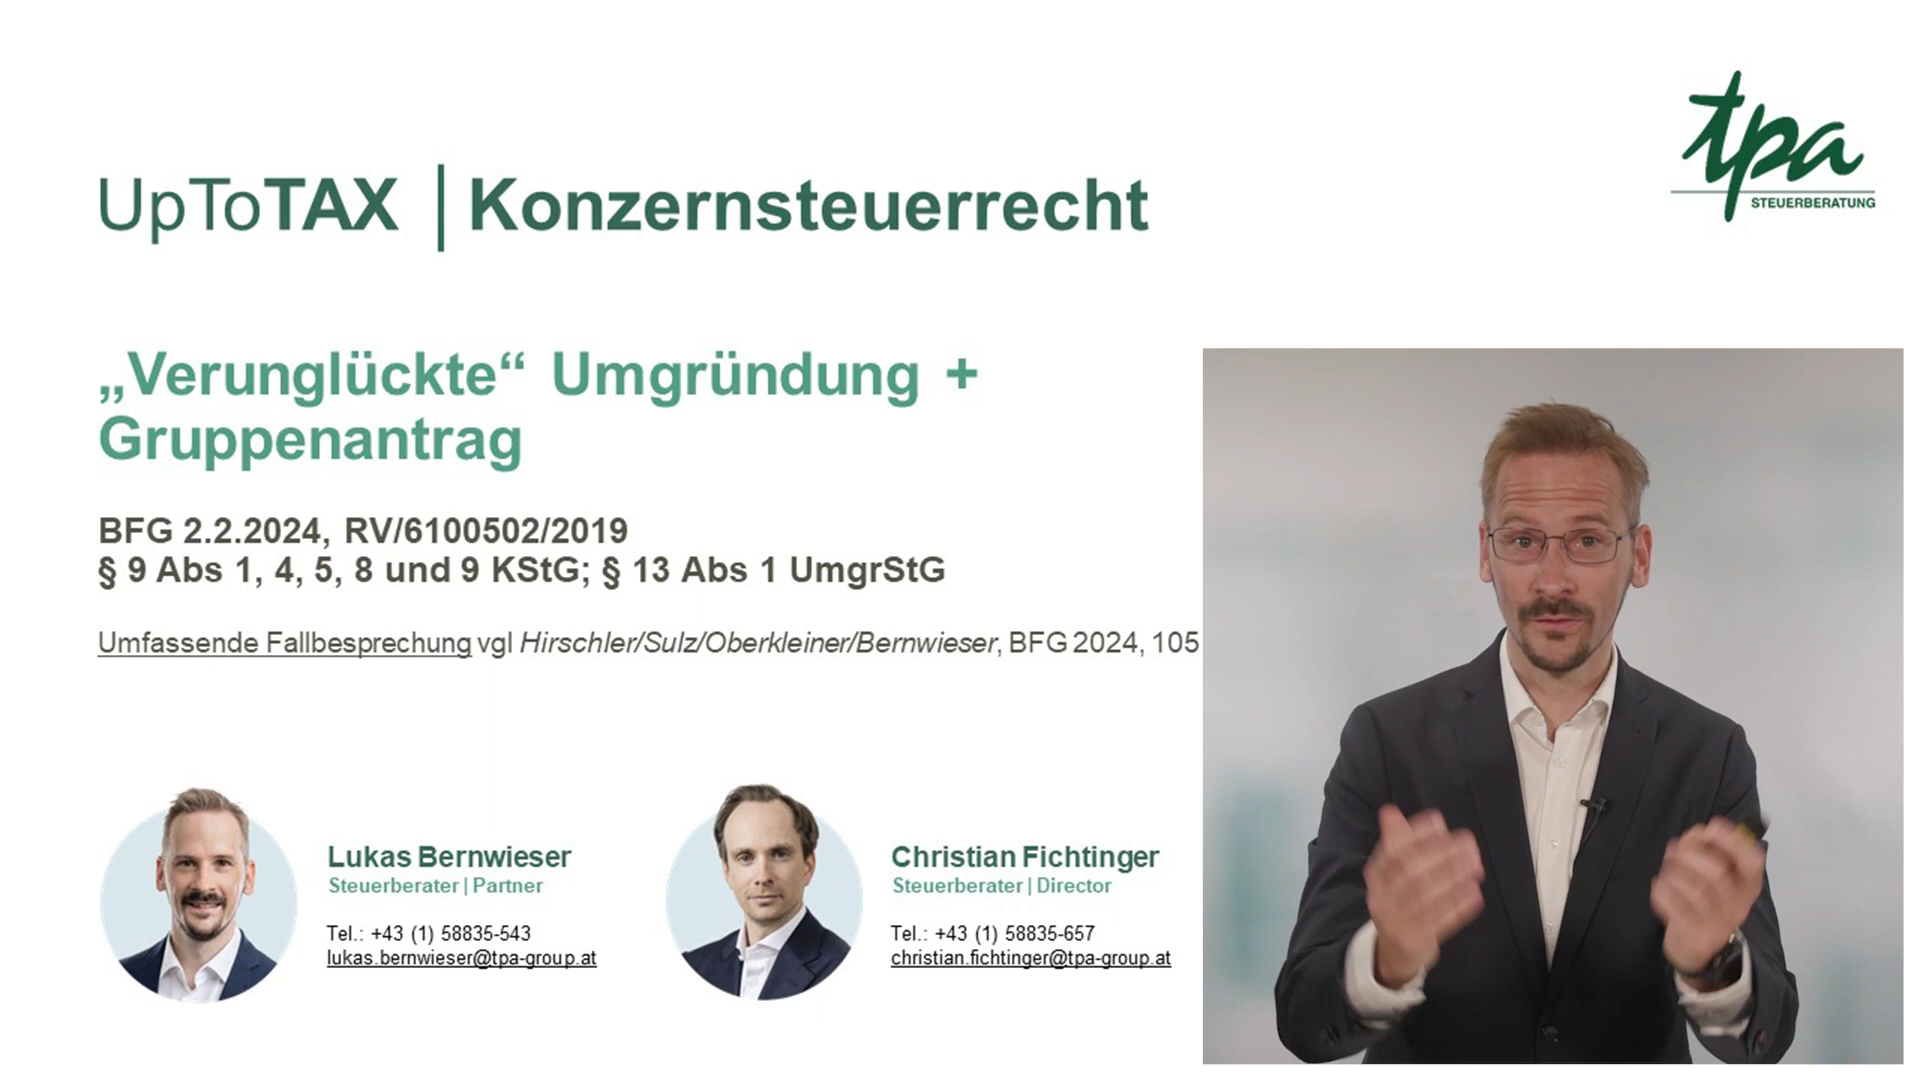 tpa
STEUERBERATUNG
UpToTAX | Konzernsteuerrecht
„Verunglückte“ Umgründung +
Gruppenantrag
BFG 2.2.2024, RV/6100502/2019
§ 9 Abs 1, 4, 5, 8 und 9 KStG; § 13 Abs 1 UmgrStG
Umfassende Fallbesprechung vgl Hirschler/Sulz/Oberkleiner/Bernwieser, BFG 2024, 105
Lukas Bernwieser
Steuerberater | Partner
Tel.: +43 (1) 58835-543
lukas.bernwieser@tpa-group.at
Christian Fichtinger
Steuerberater | Director
Tel.: +43 (1) 58835-657
christian.fichtinger@tpa-group.at